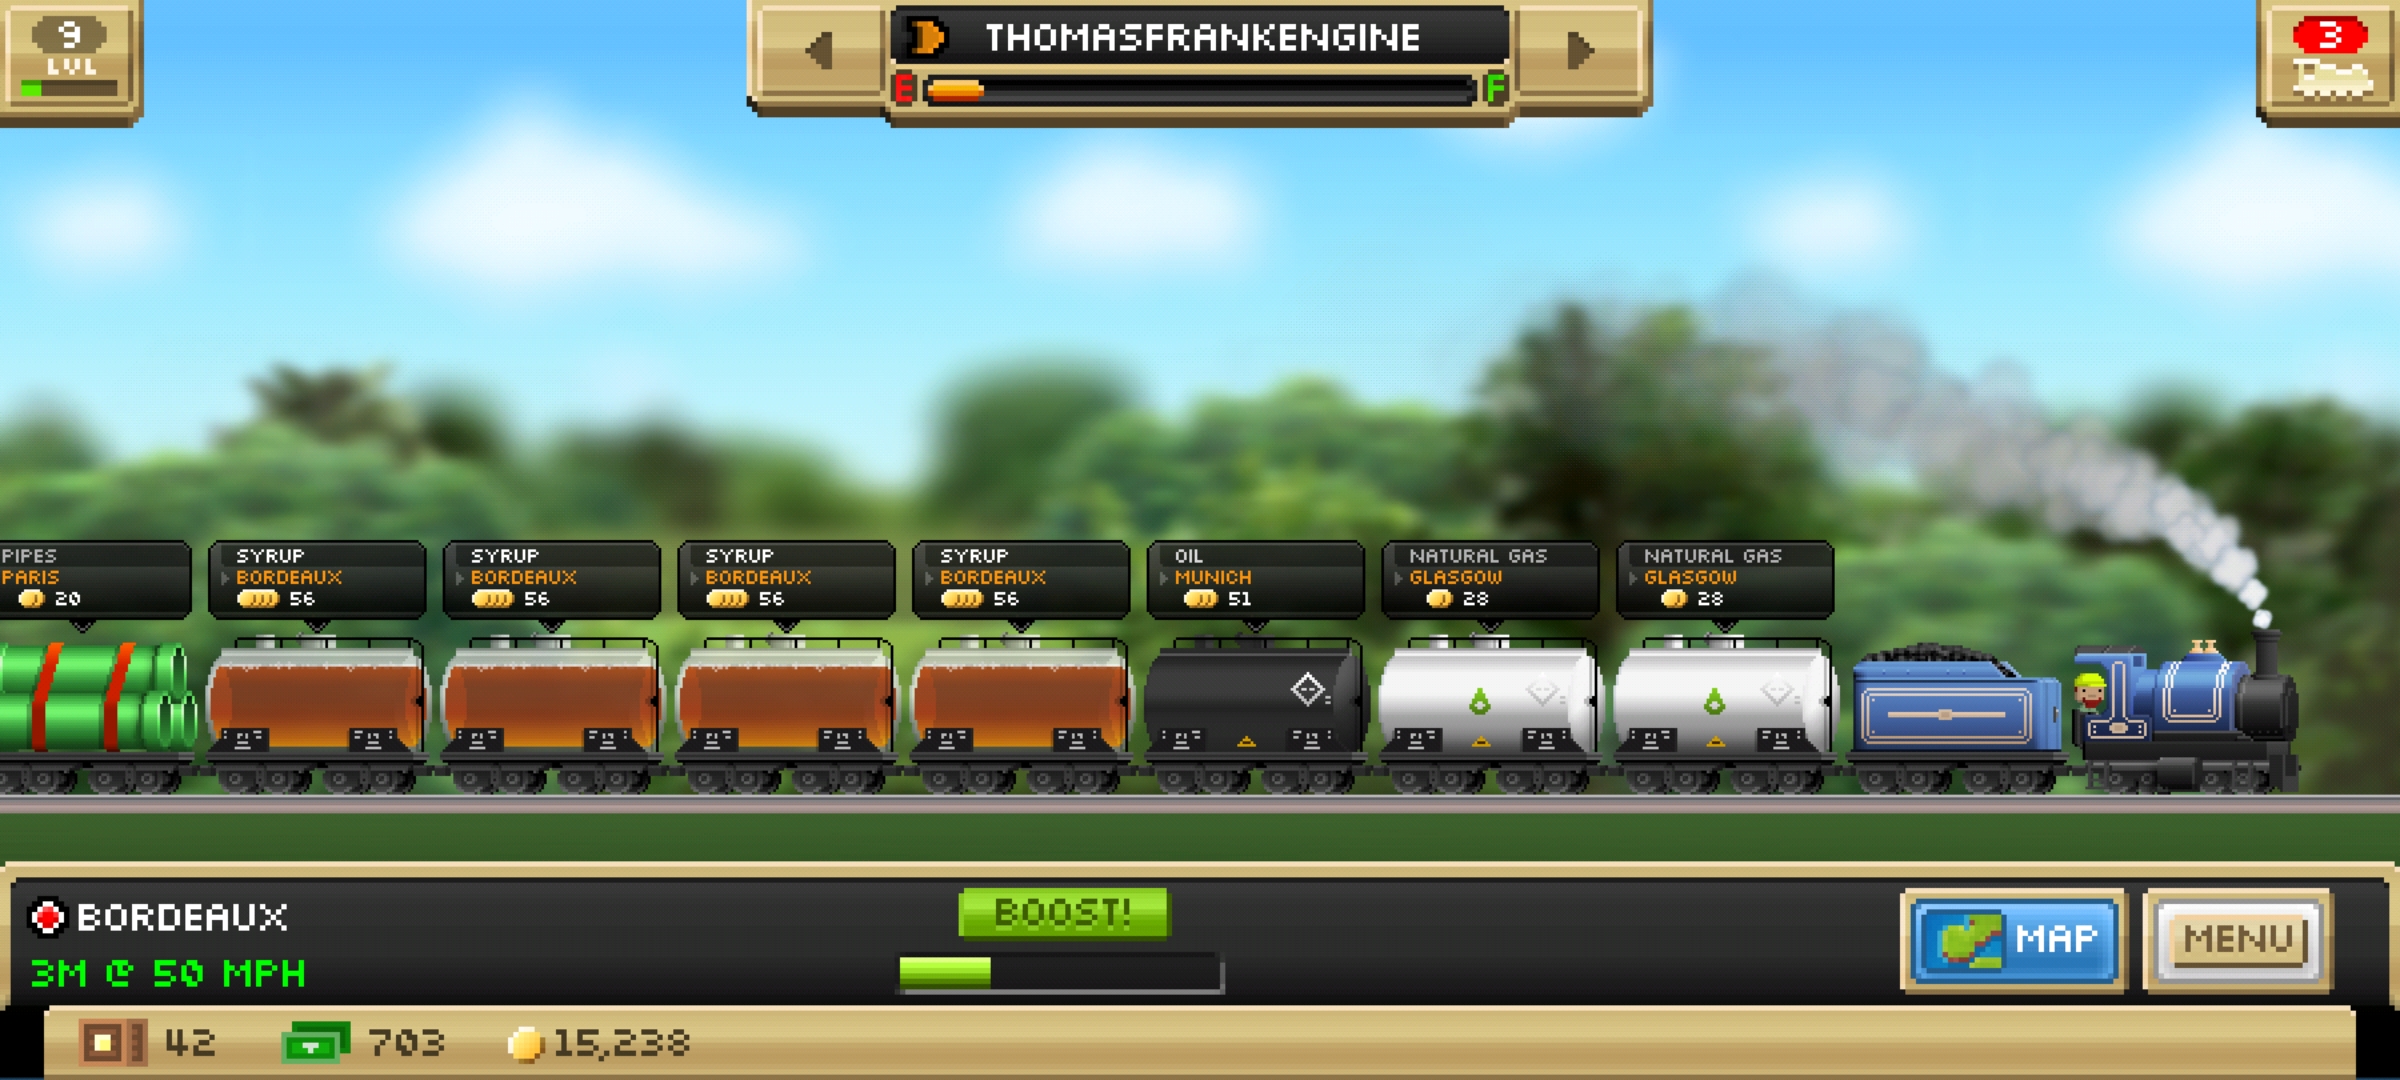 9
LVL
THOMASFRANKENGINE
E F
3
PIPES
PARIS
20
SYRUP
BORDEAUX
56
SYRUP
BORDEAUX
56
SYRUP
BORDEAUX
56
SYRUP
BORDEAUX
56
OIL
MUNICH
51
NATURAL GAS
GLASGOW
28
NATURAL GAS
GLASGOW
28
BORDEAUX
3M @ 50 MPH
BOOST!
MAP
MENU
42
703
15,238